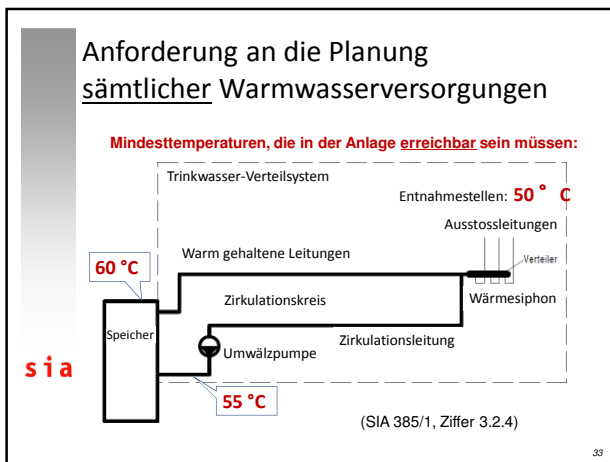 Anforderung an die Planung
sämtlicher Warmwasserversorgungen
Mindesttemperaturen, die in der Anlage erreichbar sein müssen:
Trinkwasser-Verteilsystem
Entnahmestellen: 50 ° C
Ausstossleitungen
Verteiler
Warm gehaltene Leitungen
60 °C
Wärmesiphon
Zirkulationskreis
Speicher
Zirkulationsleitung
Umwälzpumpe
sia
55 °C
(SIA 385/1, Ziffer 3.2.4)
33